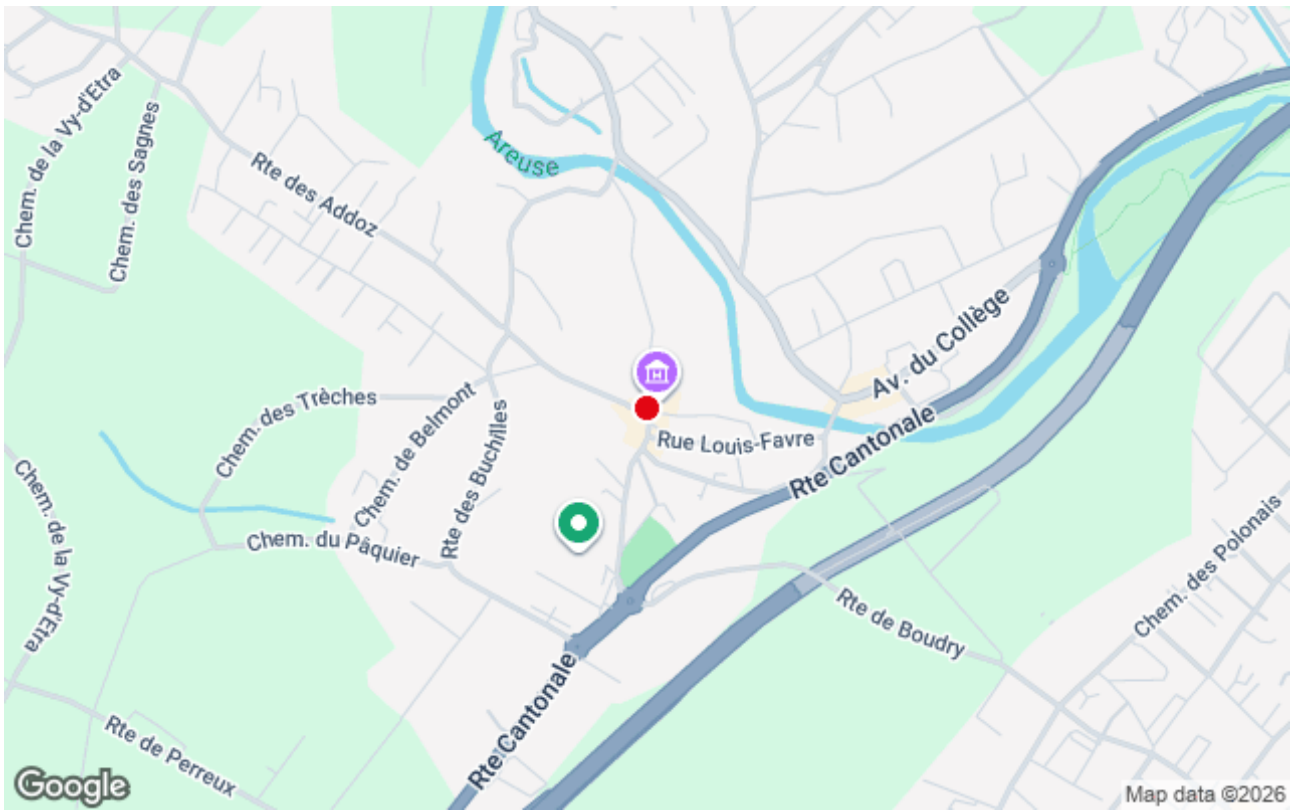 Chem. de la Vy-d'Etra
Chem. des Sagnes
Rte des Addoz
Areuse
Av. du Collège
Chem. des Trèches
Chem. de Belmont
Rte des Buchilles
Rue Louis-Favre
Rte Cantonale
Chem. de la Vy-d'Etra
Chem. du Pâquier
Chem. des Polonais
Rte de Boudry
Rte Cantonale
Rte de Perreux
H
Google
Map data ©2026